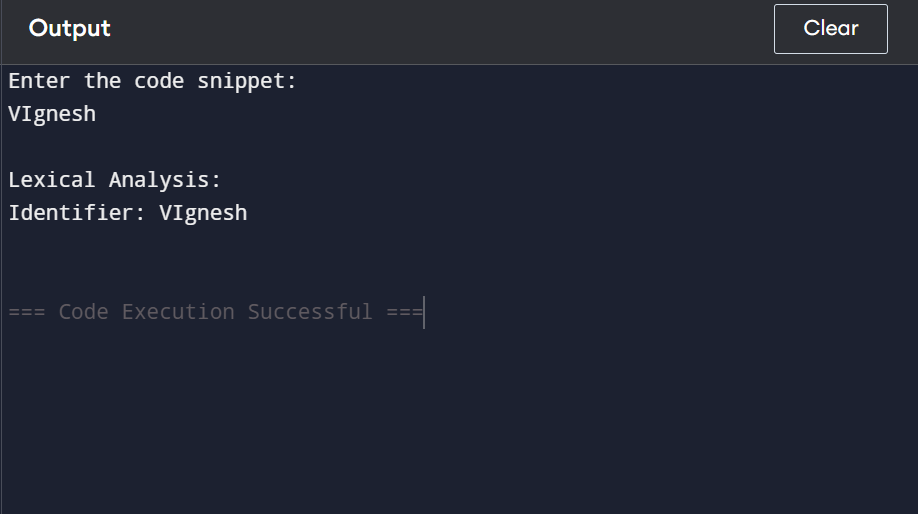 Output
Clear
Enter the code snippet:
VIgnesh
Lexical Analysis:
Identifier: VIgnesh
=== Code Execution Successful ===